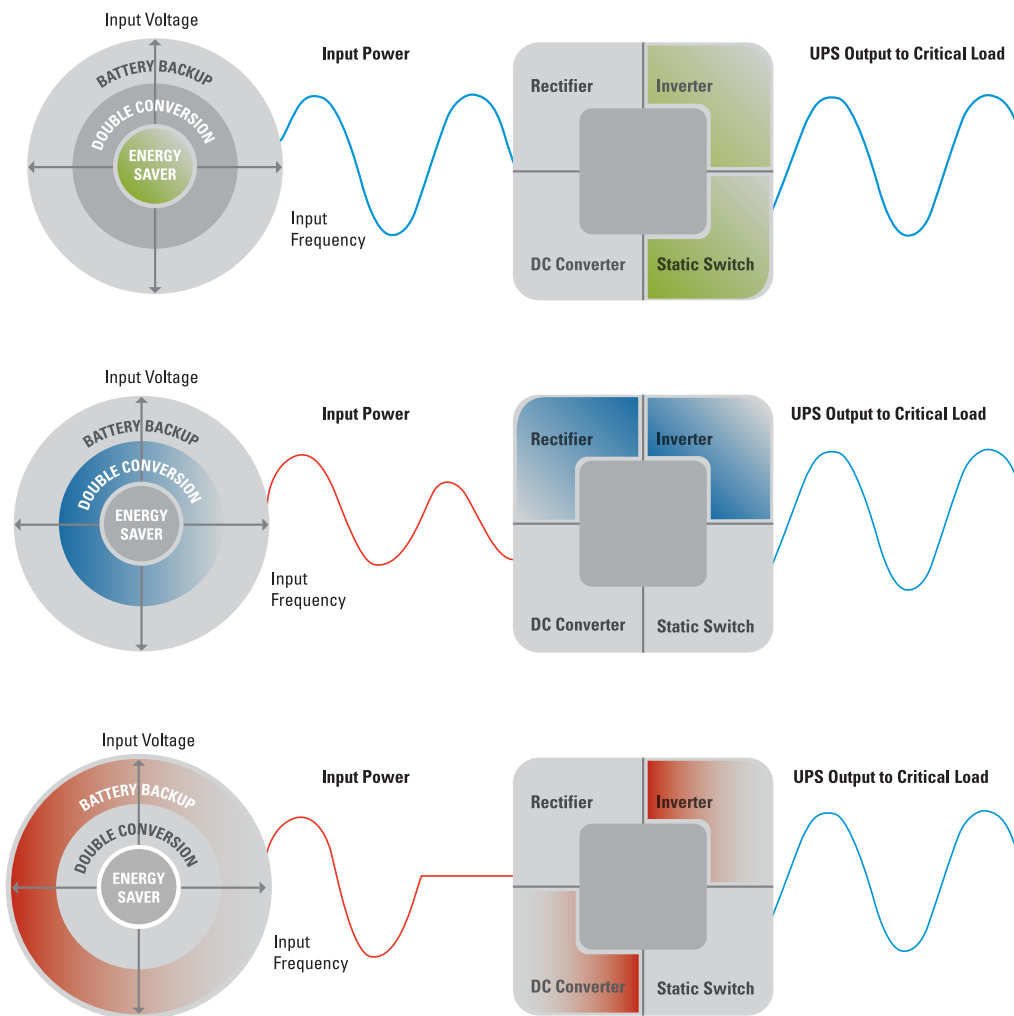 Input Voltage
Input Power
UPS Output to Critical Load
BATTERY BACKUP
DOUBLE CONVERSION
ENERGY
SAVER
Input
Frequency
Rectifier
Inverter
DC Converter
Static Switch
Input Voltage
Input Power
UPS Output to Critical Load
BATTERY BACKUP
DOUBLE CONVERSION
ENERGY
SAVER
Input
Frequency
Rectifier
Inverter
DC Converter
Static Switch
Input Voltage
Input Power
UPS Output to Critical Load
BATTERY BACKUP
DOUBLE CONVERSION
ENERGY
SAVER
Input
Frequency
Rectifier
Inverter
DC Converter
Static Switch